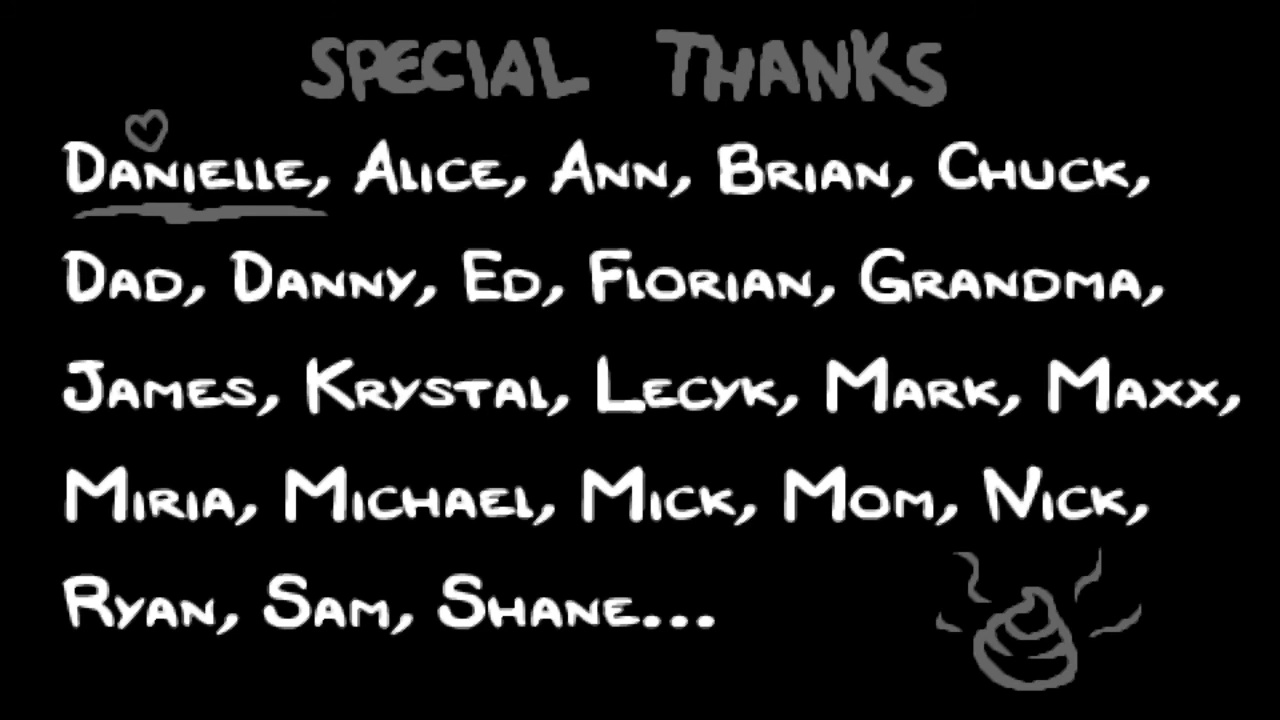 SPECIAL THANKS
DANIELLE, ALICE, ANN, BRIAN, CHUCK,
DAD, DANNY, ED, FLORIAN, GRANDMA,
JAMES, KRYSTAL, LECYK, MARK, MAXX,
MIRIA, MICHAEL, MICK, MOM, NICK,
RYAN, SAM, SHANE...